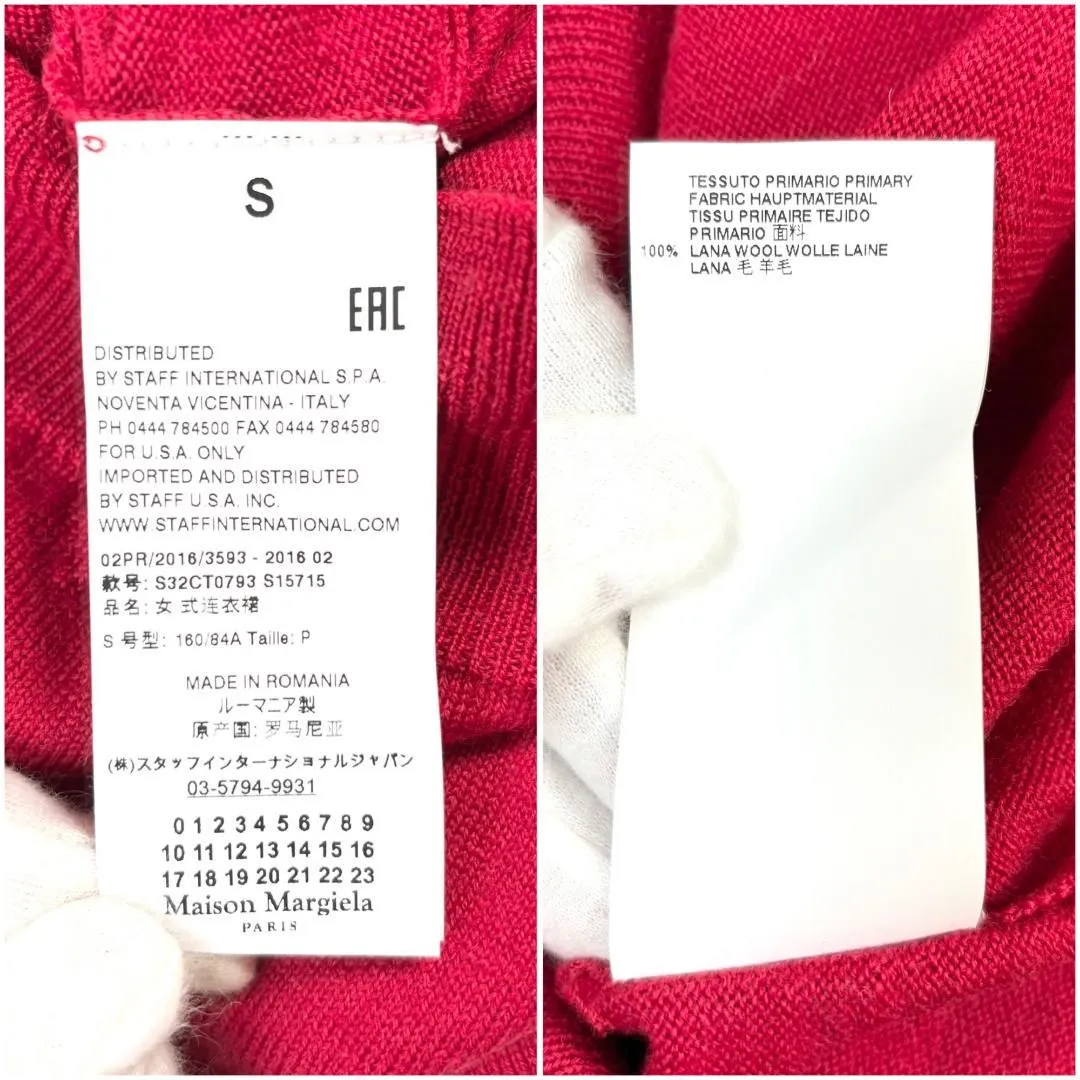 S
EAC
DISTRIBUTED
BY STAFF INTERNATIONAL S.P.A.
NOVENTA VICENTINA - ITALY
PH 0444 784500 FAX 0444 784580
FOR U.S.A. ONLY
IMPORTED AND DISTRIBUTED
BY STAFF U.S.A. INC.
WWW.STAFFINTERNATIONAL.COM
02PR/2016/3593 - 2016 02
款号: S32CT0793 S15715
品名: 女 式连衣裙
S 号型: 160/84A Taille: P
MADE IN ROMANIA
ルーマニア製
原产国: 罗马尼亚
(株)スタッフインターナショナルジャパン
03-5794-9931
0 1 2 3 4 5 6 7 8 9
10 11 12 13 14 15 16
17 18 19 20 21 22 23
Maison Margiela
PARIS
TESSUTO PRIMARIO PRIMARY
FABRIC HAUPTMATERIAL
TISSU PRIMAIRE TEJIDO
PRIMARIO 面料
100% LANA WOOL WOLLE LAINE
LANA 毛 羊毛